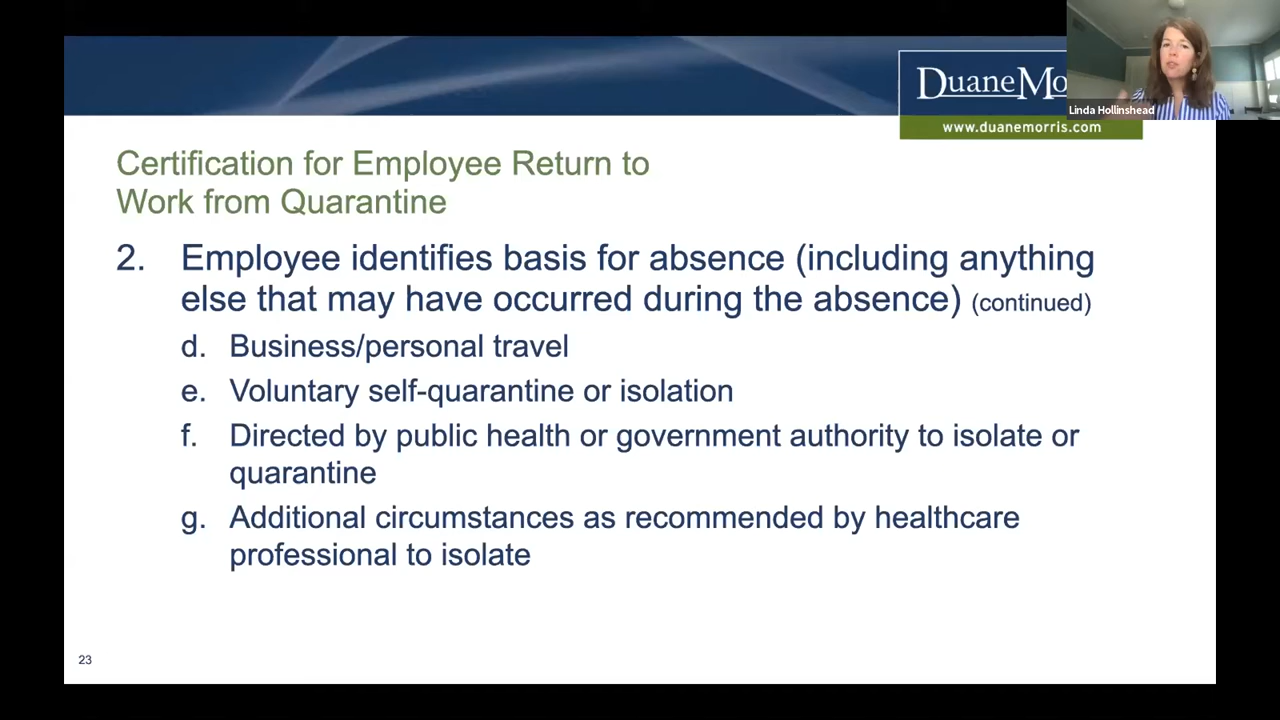 DuaneMo
Linda Hollinshead
www.duanemorris.com
Certification for Employee Return to
Work from Quarantine
2. Employee identifies basis for absence (including anything
else that may have occurred during the absence) (continued)
d. Business/personal travel
e. Voluntary self-quarantine or isolation
f. Directed by public health or government authority to isolate or
quarantine
g. Additional circumstances as recommended by healthcare
professional to isolate
23